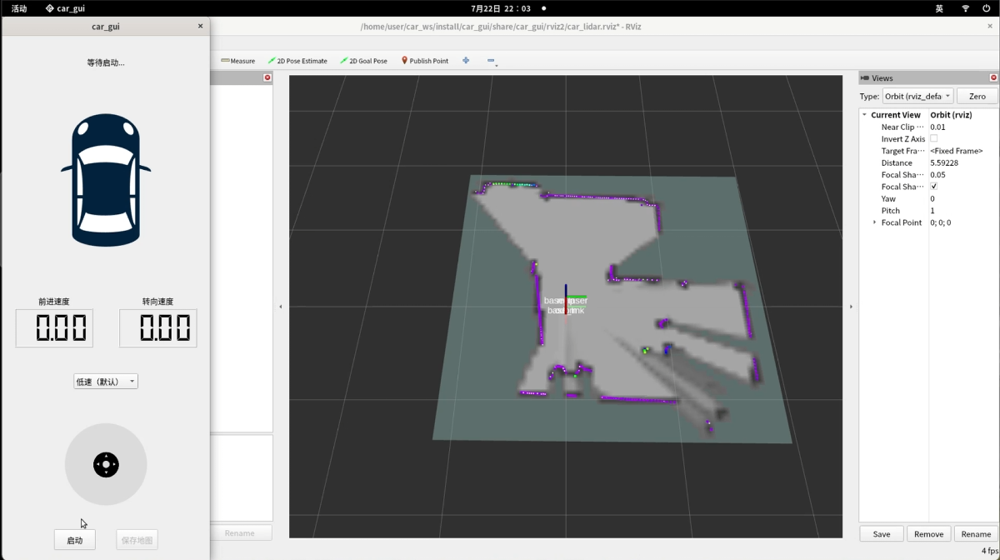 活动
car_gui
7月22日 22：03
英
car_gui
×
/home/user/car_ws/install/car_gui/share/car_gui/rviz2/car_lidar.rviz* - RViz
×
等待启动...
Measure
2D Pose Estimate
2D Goal Pose
Publish Point
Views
Type:
Orbit (rviz_defa
Zero
Current View
Orbit (rviz)
Near Clip ⋯
0.01
Invert Z Axis
Target Fra⋯
<Fixed Frame>
Distance
5.59228
Focal Sha⋯
0.05
Focal Sha⋯
Yaw
0
Pitch
1
Focal Point
0; 0; 0
前进速度
转向速度
0.00
0.00
低速（默认）
启动
保存地图
Rename
Save
Remove
Rename
4 fps